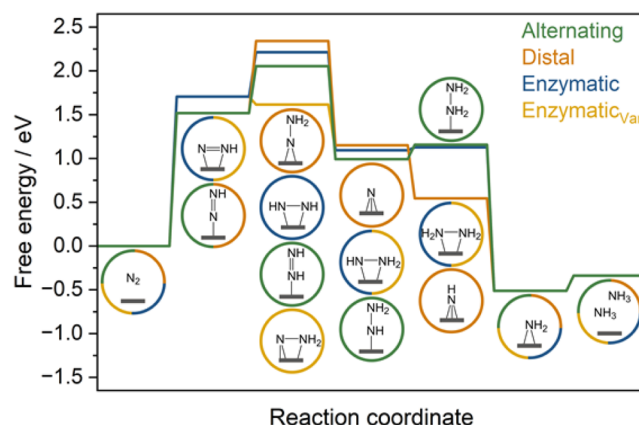 Free energy / eV
2.5
2.0
1.5
1.0
0.5
0.0
−0.5
−1.0
−1.5
Alternating
Distal
Enzymatic
Enzymatic_Var
N₂
N=NH
NH
N
NH₂
N
HN–NH
NH
NH
N–NH₂
N
HN–NH₂
NH₂
NH
NH₂
NH₂
H₂N–NH₂
H
N
NH₂
NH₃
NH₃
Reaction coordinate